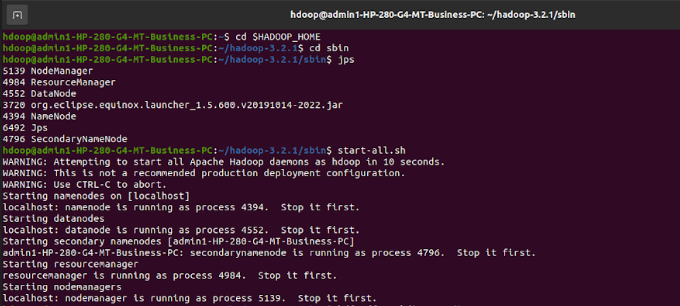 hdoop@admin1-HP-280-G4-MT-Business-PC: ~/hadoop-3.2.1/sbin
hdoop@admin1-HP-280-G4-MT-Business-PC:~$ cd $HADOOP_HOME
hdoop@admin1-HP-280-G4-MT-Business-PC:~/hadoop-3.2.1$ cd sbin
hdoop@admin1-HP-280-G4-MT-Business-PC:~/hadoop-3.2.1/sbin$ jps
5139 NodeManager
4984 ResourceManager
4552 DataNode
3720 org.eclipse.equinox.launcher_1.5.600.v20191014-2022.jar
4394 NameNode
6492 Jps
4796 SecondaryNameNode
hdoop@admin1-HP-280-G4-MT-Business-PC:~/hadoop-3.2.1/sbin$ start-all.sh
WARNING: Attempting to start all Apache Hadoop daemons as hdoop in 10 seconds.
WARNING: This is not a recommended production deployment configuration.
WARNING: Use CTRL-C to abort.
Starting namenodes on [localhost]
localhost: namenode is running as process 4394.  Stop it first.
Starting datanodes
localhost: datanode is running as process 4552.  Stop it first.
Starting secondary namenodes [admin1-HP-280-G4-MT-Business-PC]
admin1-HP-280-G4-MT-Business-PC: secondarynamenode is running as process 4796.  Stop it first.
Starting resourcemanager
resourcemanager is running as process 4984.  Stop it first.
Starting nodemanagers
localhost: nodemanager is running as process 5139.  Stop it first.